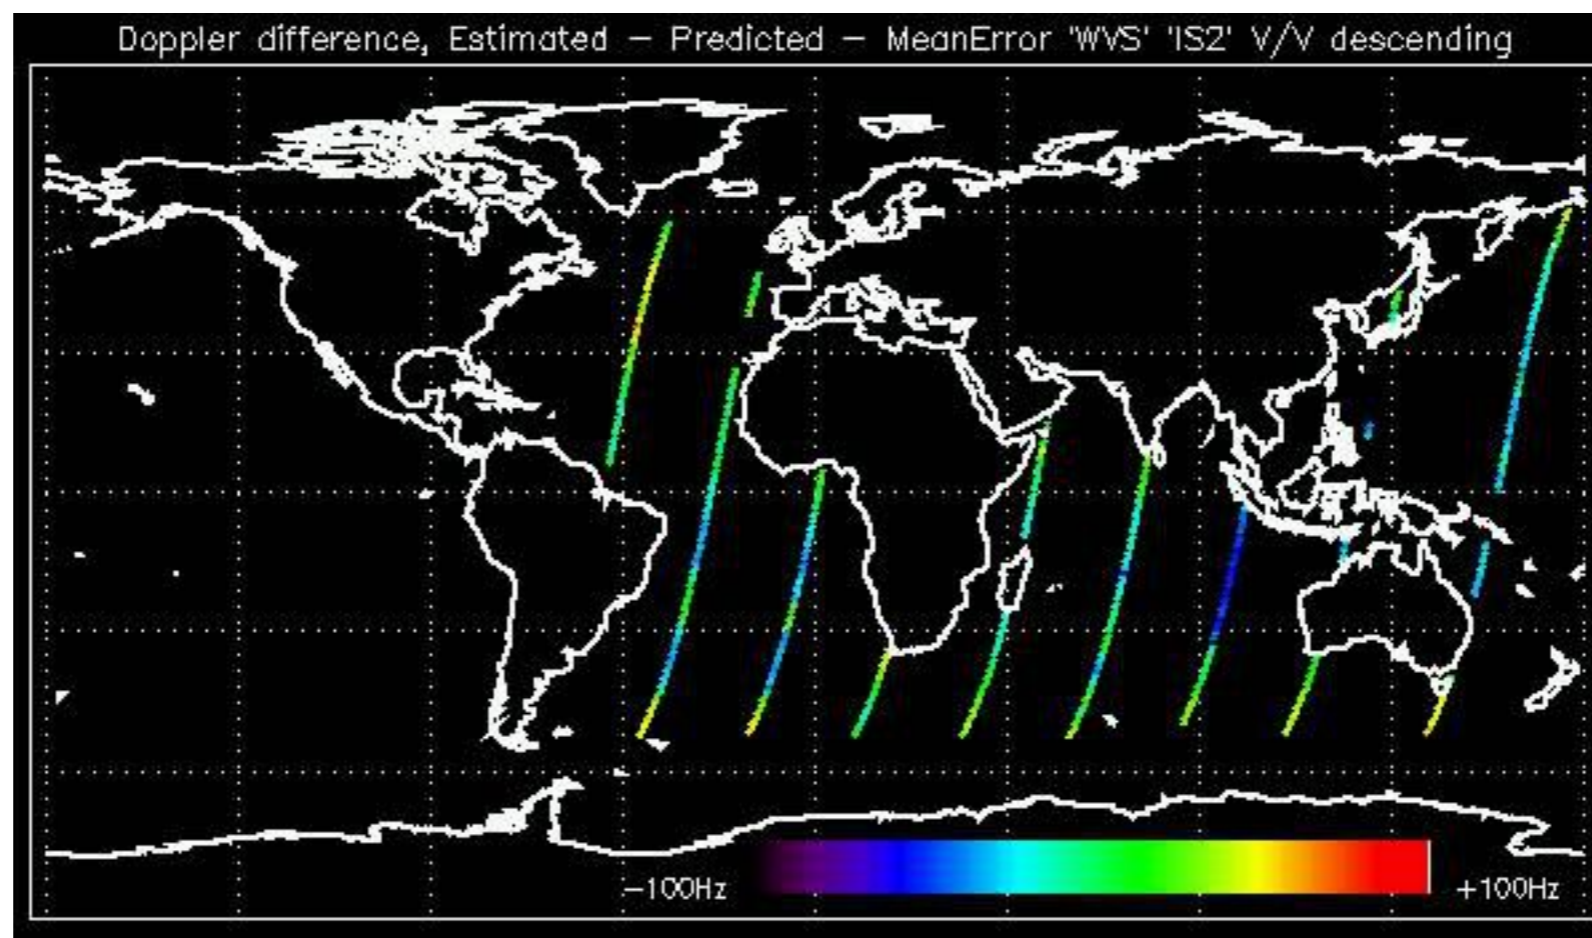 Doppler difference, Estimated – Predicted – MeanError 'WVS' 'IS2' V/V descending
–100Hz +100Hz